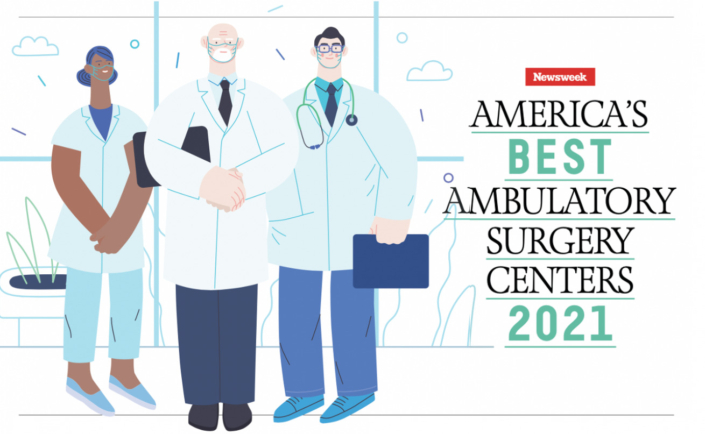 Newsweek
AMERICA'S
BEST
AMBULATORY
SURGERY
CENTERS
2021